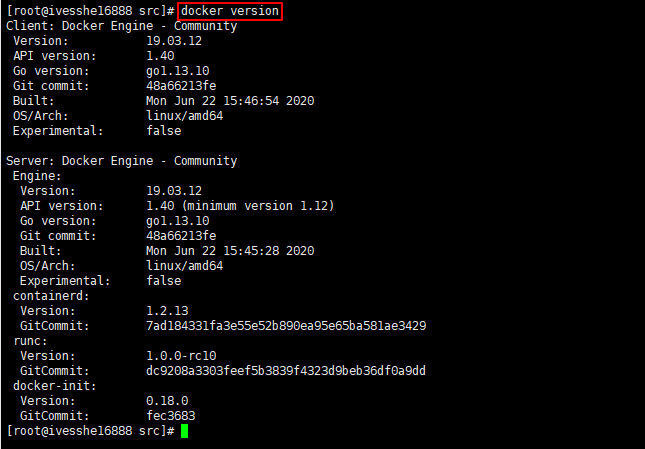 [root@ivesshe16888 src]# docker version
Client: Docker Engine - Community
 Version:           19.03.12
 API version:       1.40
 Go version:        go1.13.10
 Git commit:        48a66213fe
 Built:             Mon Jun 22 15:46:54 2020
 OS/Arch:           linux/amd64
 Experimental:      false

Server: Docker Engine - Community
 Engine:
  Version:          19.03.12
  API version:      1.40 (minimum version 1.12)
  Go version:       go1.13.10
  Git commit:       48a66213fe
  Built:            Mon Jun 22 15:45:28 2020
  OS/Arch:          linux/amd64
  Experimental:     false
 containerd:
  Version:          1.2.13
  GitCommit:        7ad184331fa3e55e52b890ea95e65ba581ae3429
 runc:
  Version:          1.0.0-rc10
  GitCommit:        dc9208a3303feef5b3839f4323d9beb36df0a9dd
 docker-init:
  Version:          0.18.0
  GitCommit:        fec3683
[root@ivesshe16888 src]#